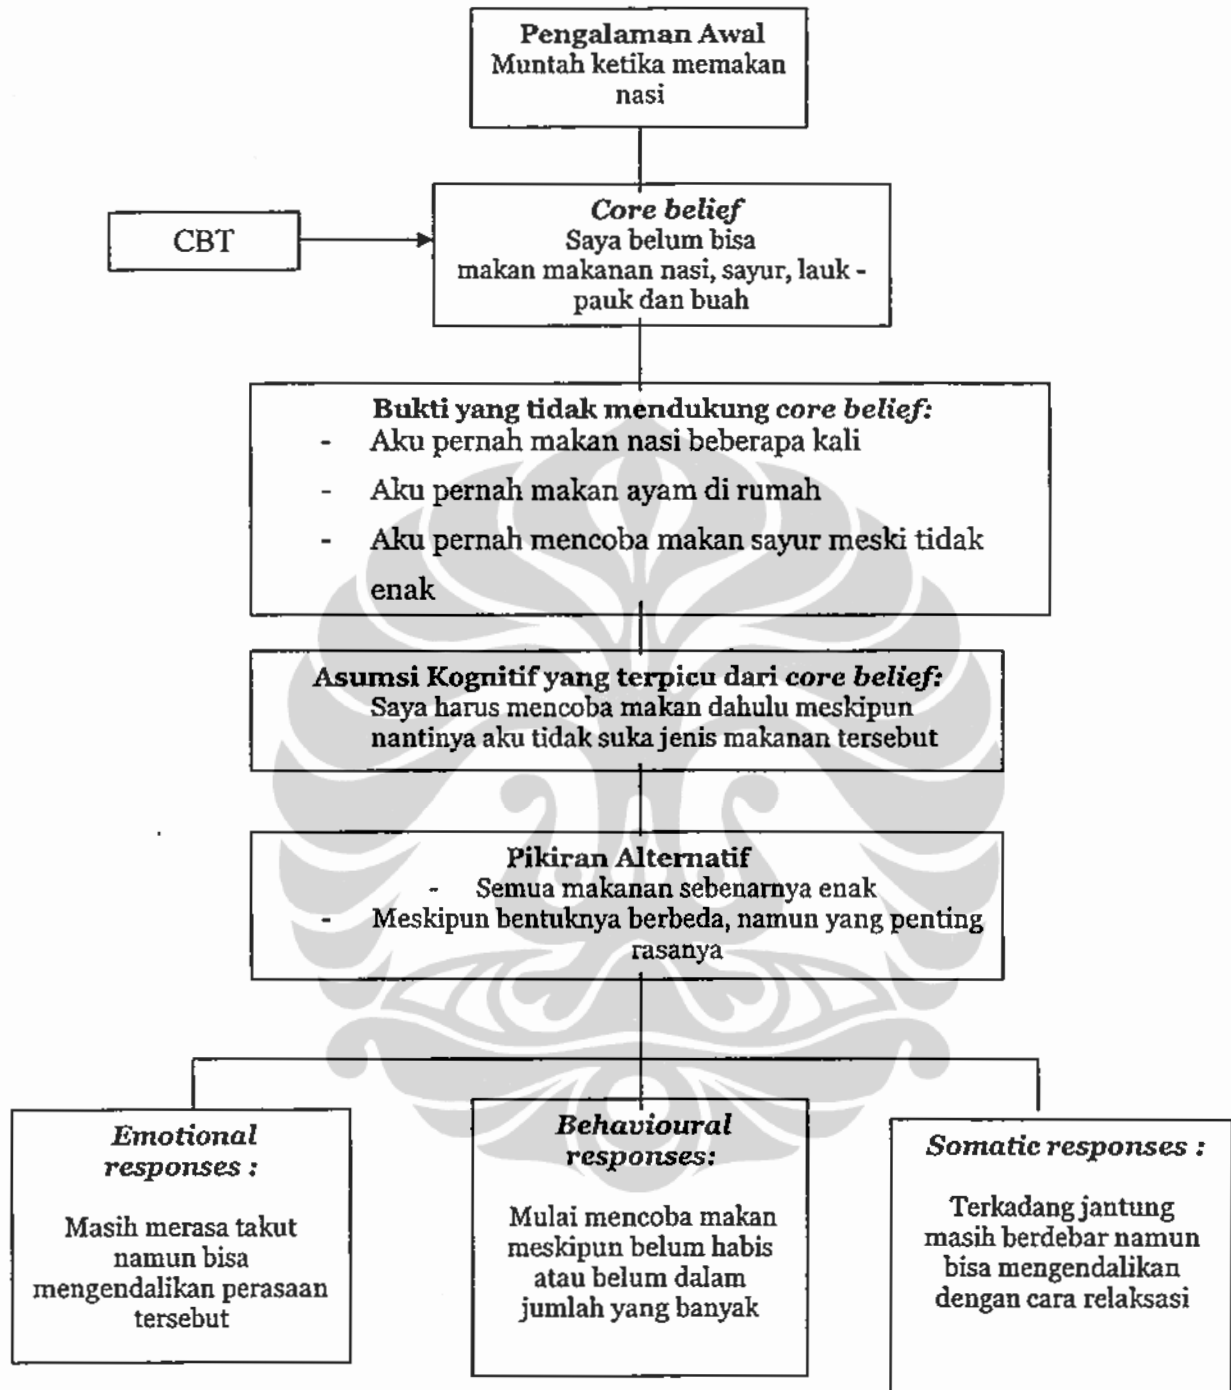 Pengalaman Awal
Muntah ketika memakan
nasi
CBT
Core belief
Saya belum bisa
makan makanan nasi, sayur, lauk -
pauk dan buah
Bukti yang tidak mendukung core belief:
- Aku pernah makan nasi beberapa kali
- Aku pernah makan ayam di rumah
- Aku pernah mencoba makan sayur meski tidak
enak
Asumsi Kognitif yang terpicu dari core belief:
Saya harus mencoba makan dahulu meskipun
nantinya aku tidak suka jenis makanan tersebut
Pikiran Alternatif
- Semua makanan sebenarnya enak
- Meskipun bentuknya berbeda, namun yang penting
rasanya
Emotional
responses :
Masih merasa takut
namun bisa
mengendalikan perasaan
tersebut
Behavioural
responses:
Mulai mencoba makan
meskipun belum habis
atau belum dalam
jumlah yang banyak
Somatic responses :
Terkadang jantung
masih berdebar namun
bisa mengendalikan
dengan cara relaksasi